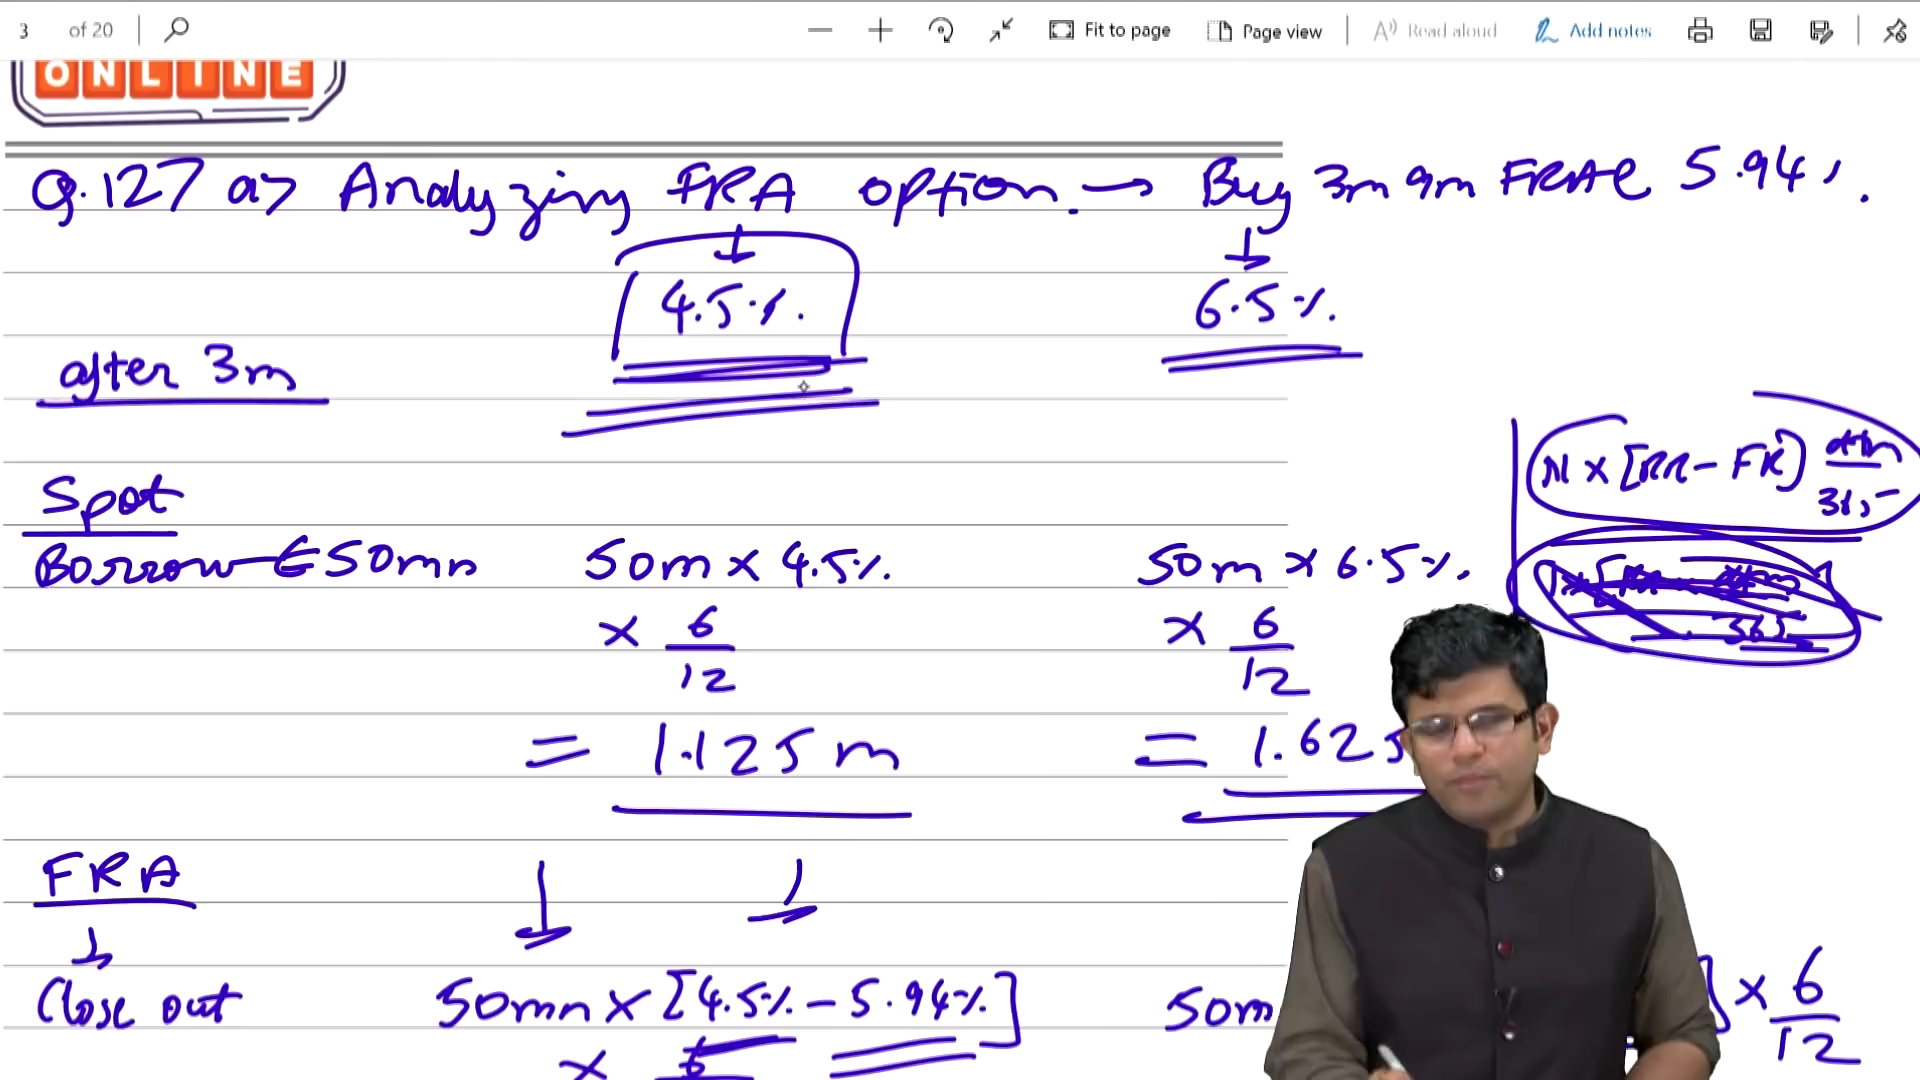 3 of 20 Fit to page Page view Read aloud Add notes
ONLINE
Q.127 a> Analyzing FRA option. → Buy 3m 9m FRA @ 5.94%.
4.5%. 6.5%.
after 3m
N x [RR - FR]
Spot
Borrow € 50mn 50m x 4.5%. 50m x 6.5%.
365
x 6/12 x 6/12
= 1.125 m = 1.625
FRA
Close out 50mn x [4.5% - 5.94%] 50m ] x 6/12
x 6